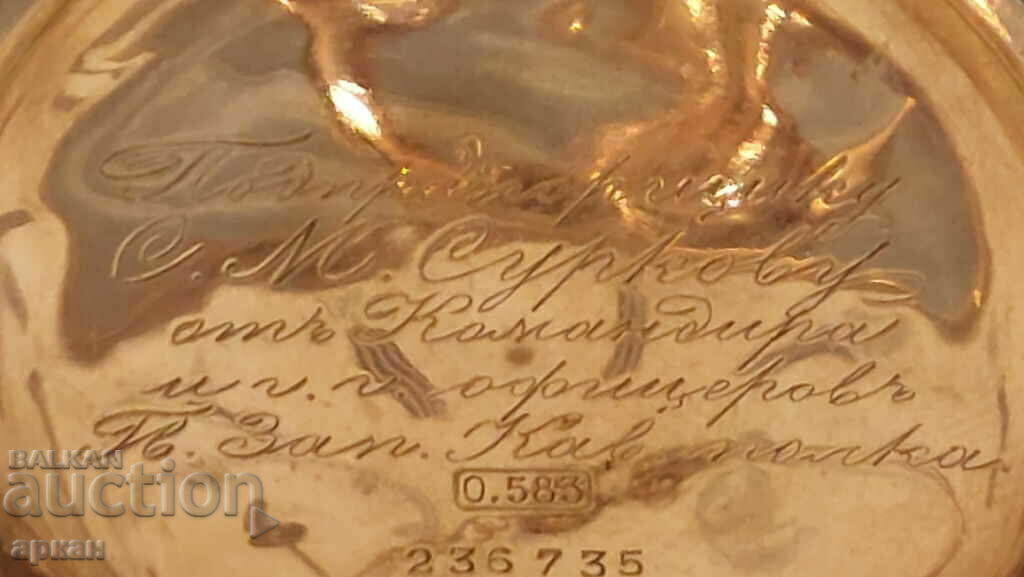 Подпрапорщику
С. М. Суркову
отъ Командира
и г. г. офицеровъ
Зап. Кав. полка.
0.583
236735
BALKAN
auction
аркан